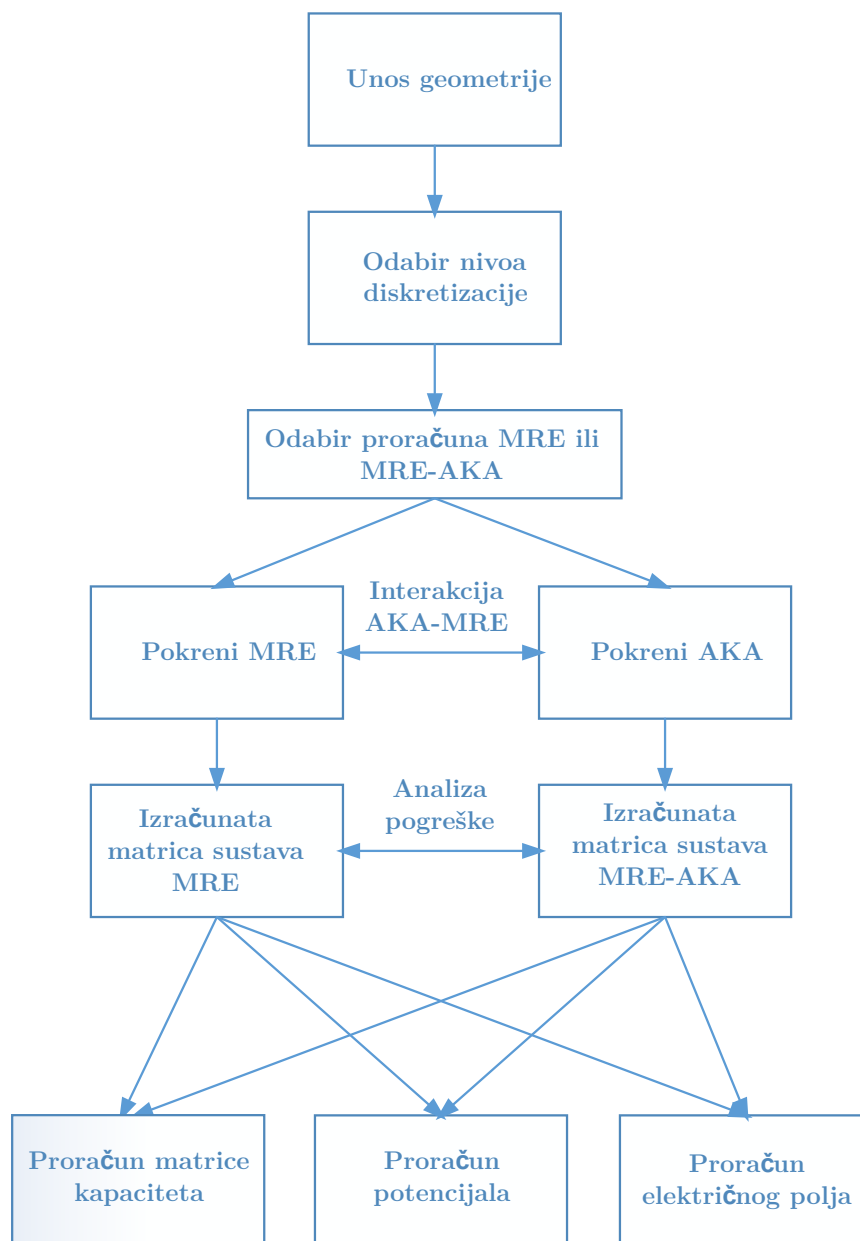 Unos geometrije
Odabir nivoa
diskretizacije
Odabir proračuna MRE ili
MRE-AKA
Interakcija
AKA-MRE
Pokreni MRE
Pokreni AKA
Analiza
pogreške
Izračunata
matrica sustava
MRE
Izračunata
matrica sustava
MRE-AKA
Proračun matrice
kapaciteta
Proračun
potencijala
Proračun
električnog polja